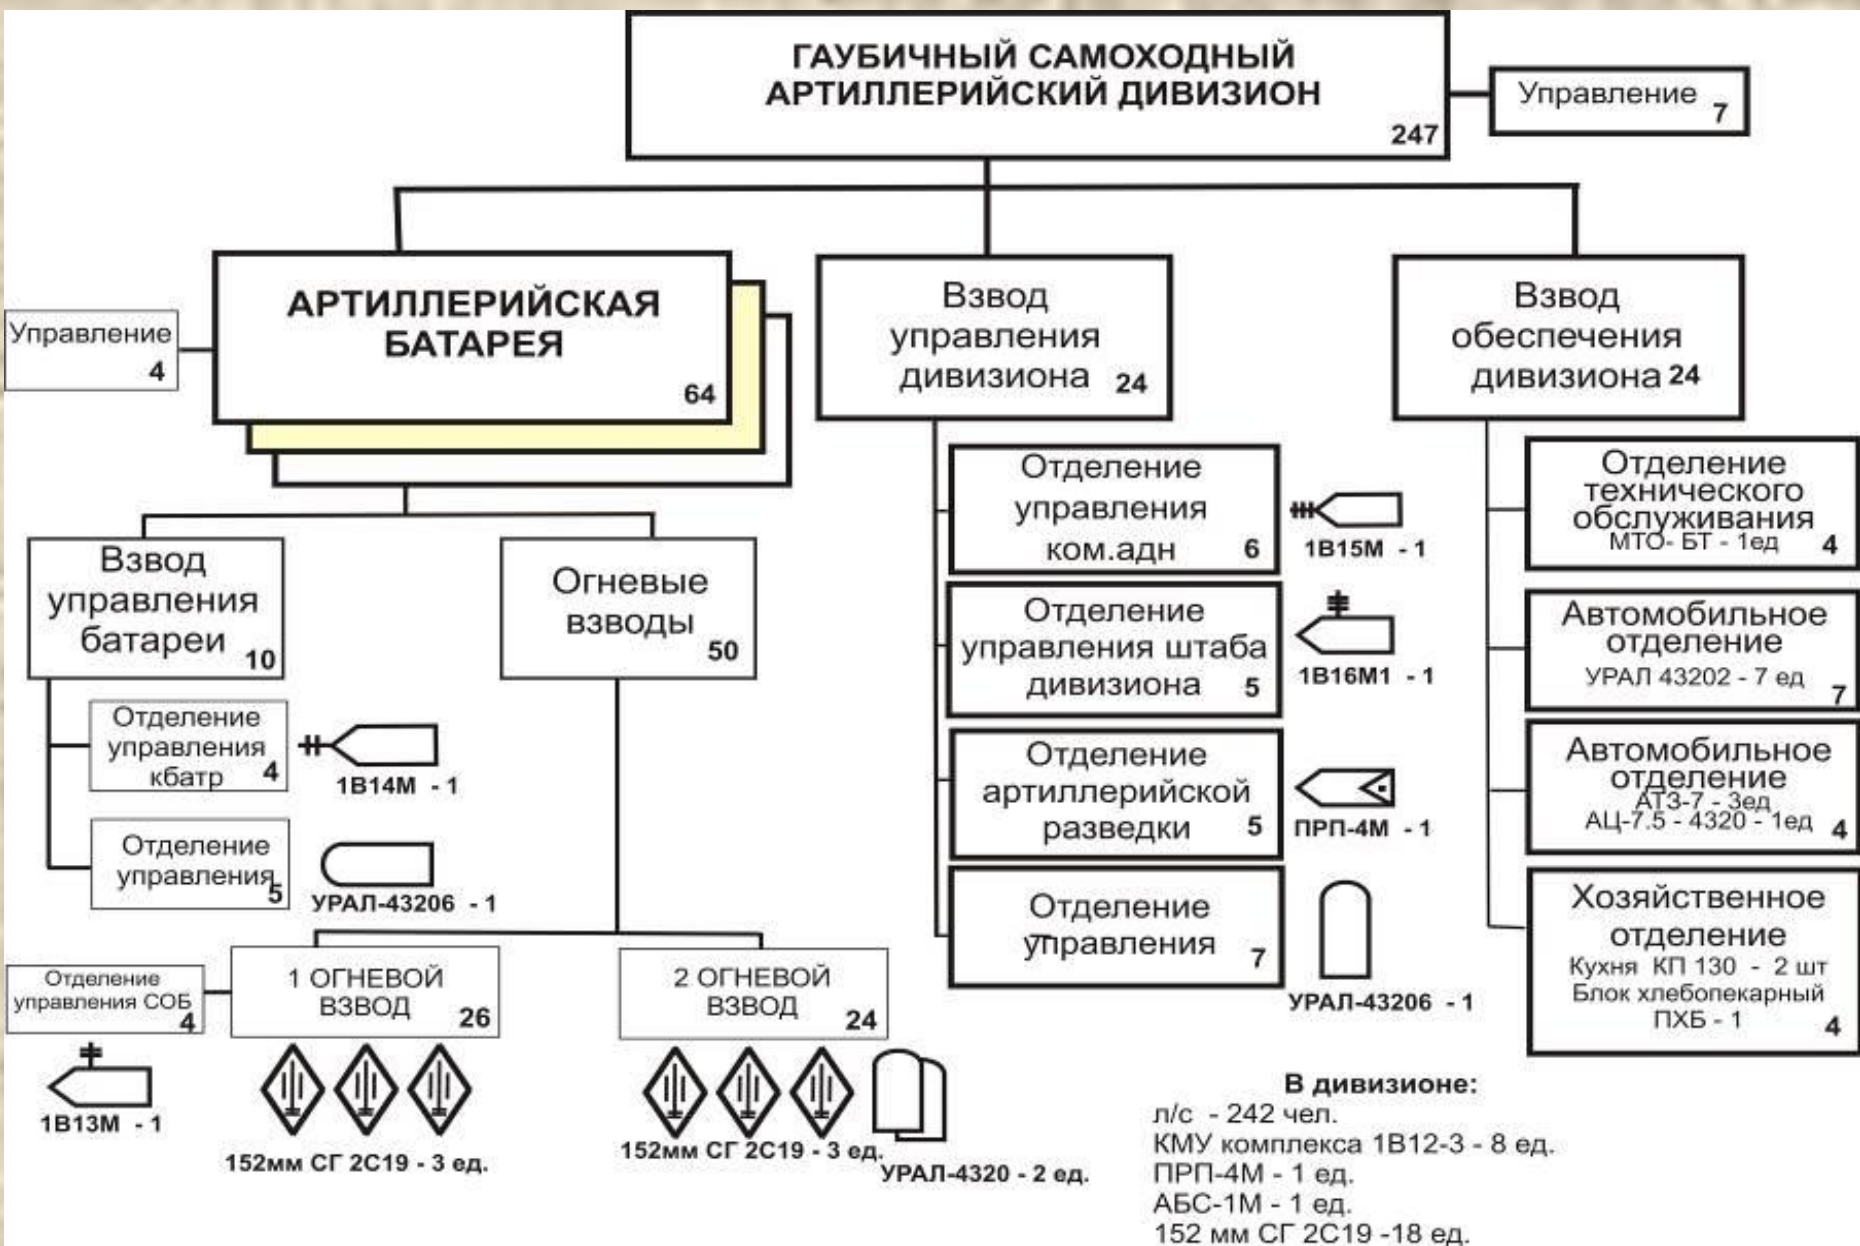 ГАУБИЧНЫЙ САМОХОДНЫЙ
АРТИЛЛЕРИЙСКИЙ ДИВИЗИОН
247
Управление
7
АРТИЛЛЕРИЙСКАЯ
БАТАРЕЯ
64
Управление
4
Взвод
управления
дивизиона 24
Взвод
обеспечения
дивизиона 24
Взвод
управления
батареи
10
Огневые
взводы
50
Отделение
управления
кбатр 4
1В14М - 1
Отделение
управления
5
УРАЛ-43206 - 1
Отделение
управления СОБ
4
1В13М - 1
1 ОГНЕВОЙ
ВЗВОД
26
152мм СГ 2С19 - 3 ед.
2 ОГНЕВОЙ
ВЗВОД
24
152мм СГ 2С19 - 3 ед.
УРАЛ-4320 - 2 ед.
Отделение
управления
ком.адн 6
1В15М - 1
Отделение
управления штаба
дивизиона 5
1В16М1 - 1
Отделение
артиллерийской
разведки 5
ПРП-4М - 1
Отделение
управления
7
УРАЛ-43206 - 1
Отделение
технического
обслуживания
МТО- БТ - 1ед 4
Автомобильное
отделение
УРАЛ 43202 - 7 ед
7
Автомобильное
отделение
АТЗ-7 - 3ед
АЦ-7.5 - 4320 - 1ед 4
Хозяйственное
отделение
Кухня КП 130 - 2 шт
Блок хлебопекарный
ПХБ - 1 4
В дивизионе:
л/с - 242 чел.
КМУ комплекса 1В12-3 - 8 ед.
ПРП-4М - 1 ед.
АБС-1М - 1 ед.
152 мм СГ 2С19 -18 ед.